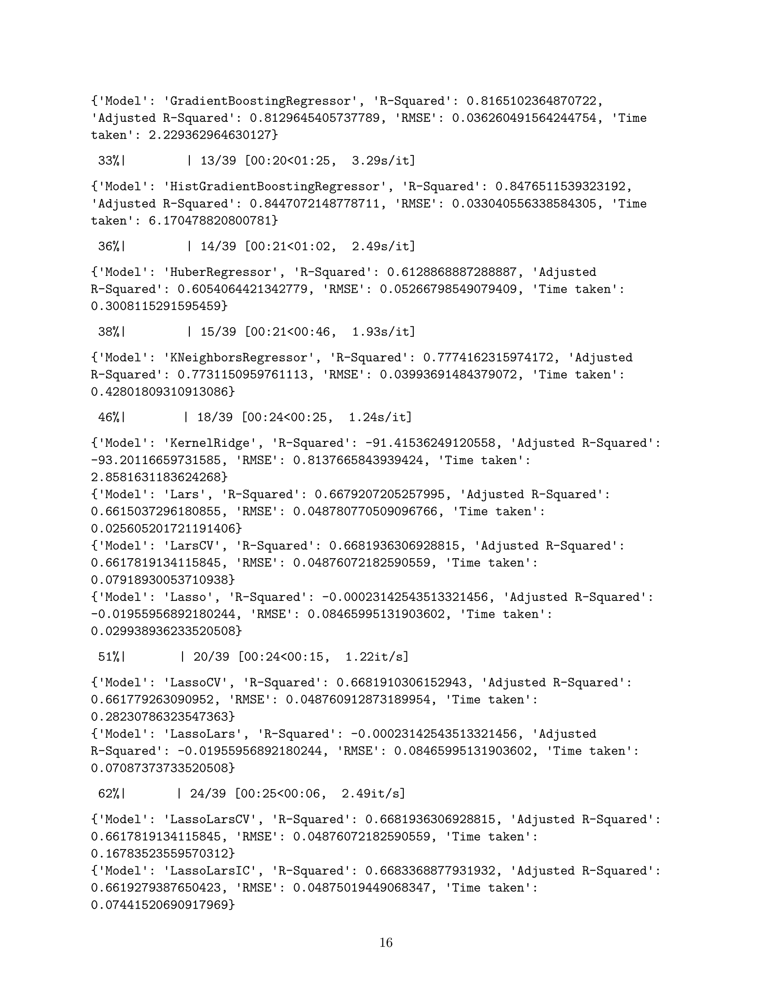 {'Model': 'GradientBoostingRegressor', 'R-Squared': 0.8165102364870722,
'Adjusted R-Squared': 0.8129645405737789, 'RMSE': 0.036260491564244754, 'Time
taken': 2.229362964630127}
33%|        | 13/39 [00:20<01:25,  3.29s/it]
{'Model': 'HistGradientBoostingRegressor', 'R-Squared': 0.8476511539323192,
'Adjusted R-Squared': 0.8447072148778711, 'RMSE': 0.033040556338584305, 'Time
taken': 6.170478820800781}
36%|        | 14/39 [00:21<01:02,  2.49s/it]
{'Model': 'HuberRegressor', 'R-Squared': 0.6128868887288887, 'Adjusted
R-Squared': 0.6054064421342779, 'RMSE': 0.05266798549079409, 'Time taken':
0.3008115291595459}
38%|        | 15/39 [00:21<00:46,  1.93s/it]
{'Model': 'KNeighborsRegressor', 'R-Squared': 0.7774162315974172, 'Adjusted
R-Squared': 0.7731150959761113, 'RMSE': 0.03993691484379072, 'Time taken':
0.42801809310913086}
46%|        | 18/39 [00:24<00:25,  1.24s/it]
{'Model': 'KernelRidge', 'R-Squared': -91.41536249120558, 'Adjusted R-Squared':
-93.20116659731585, 'RMSE': 0.8137665843939424, 'Time taken':
2.8581631183624268}
{'Model': 'Lars', 'R-Squared': 0.6679207205257995, 'Adjusted R-Squared':
0.6615037296180855, 'RMSE': 0.048780770509096766, 'Time taken':
0.025605201721191406}
{'Model': 'LarsCV', 'R-Squared': 0.6681936306928815, 'Adjusted R-Squared':
0.6617819134115845, 'RMSE': 0.04876072182590559, 'Time taken':
0.07918930053710938}
{'Model': 'Lasso', 'R-Squared': -0.00023142543513321456, 'Adjusted R-Squared':
-0.01955956892180244, 'RMSE': 0.08465995131903602, 'Time taken':
0.029938936233520508}
51%|       | 20/39 [00:24<00:15,  1.22it/s]
{'Model': 'LassoCV', 'R-Squared': 0.6681910306152943, 'Adjusted R-Squared':
0.661779263090952, 'RMSE': 0.048760912873189954, 'Time taken':
0.28230786323547363}
{'Model': 'LassoLars', 'R-Squared': -0.00023142543513321456, 'Adjusted
R-Squared': -0.01955956892180244, 'RMSE': 0.08465995131903602, 'Time taken':
0.07087373733520508}
62%|       | 24/39 [00:25<00:06,  2.49it/s]
{'Model': 'LassoLarsCV', 'R-Squared': 0.6681936306928815, 'Adjusted R-Squared':
0.6617819134115845, 'RMSE': 0.04876072182590559, 'Time taken':
0.16783523559570312}
{'Model': 'LassoLarsIC', 'R-Squared': 0.6683368877931932, 'Adjusted R-Squared':
0.6619279387650423, 'RMSE': 0.04875019449068347, 'Time taken':
0.07441520690917969}
16